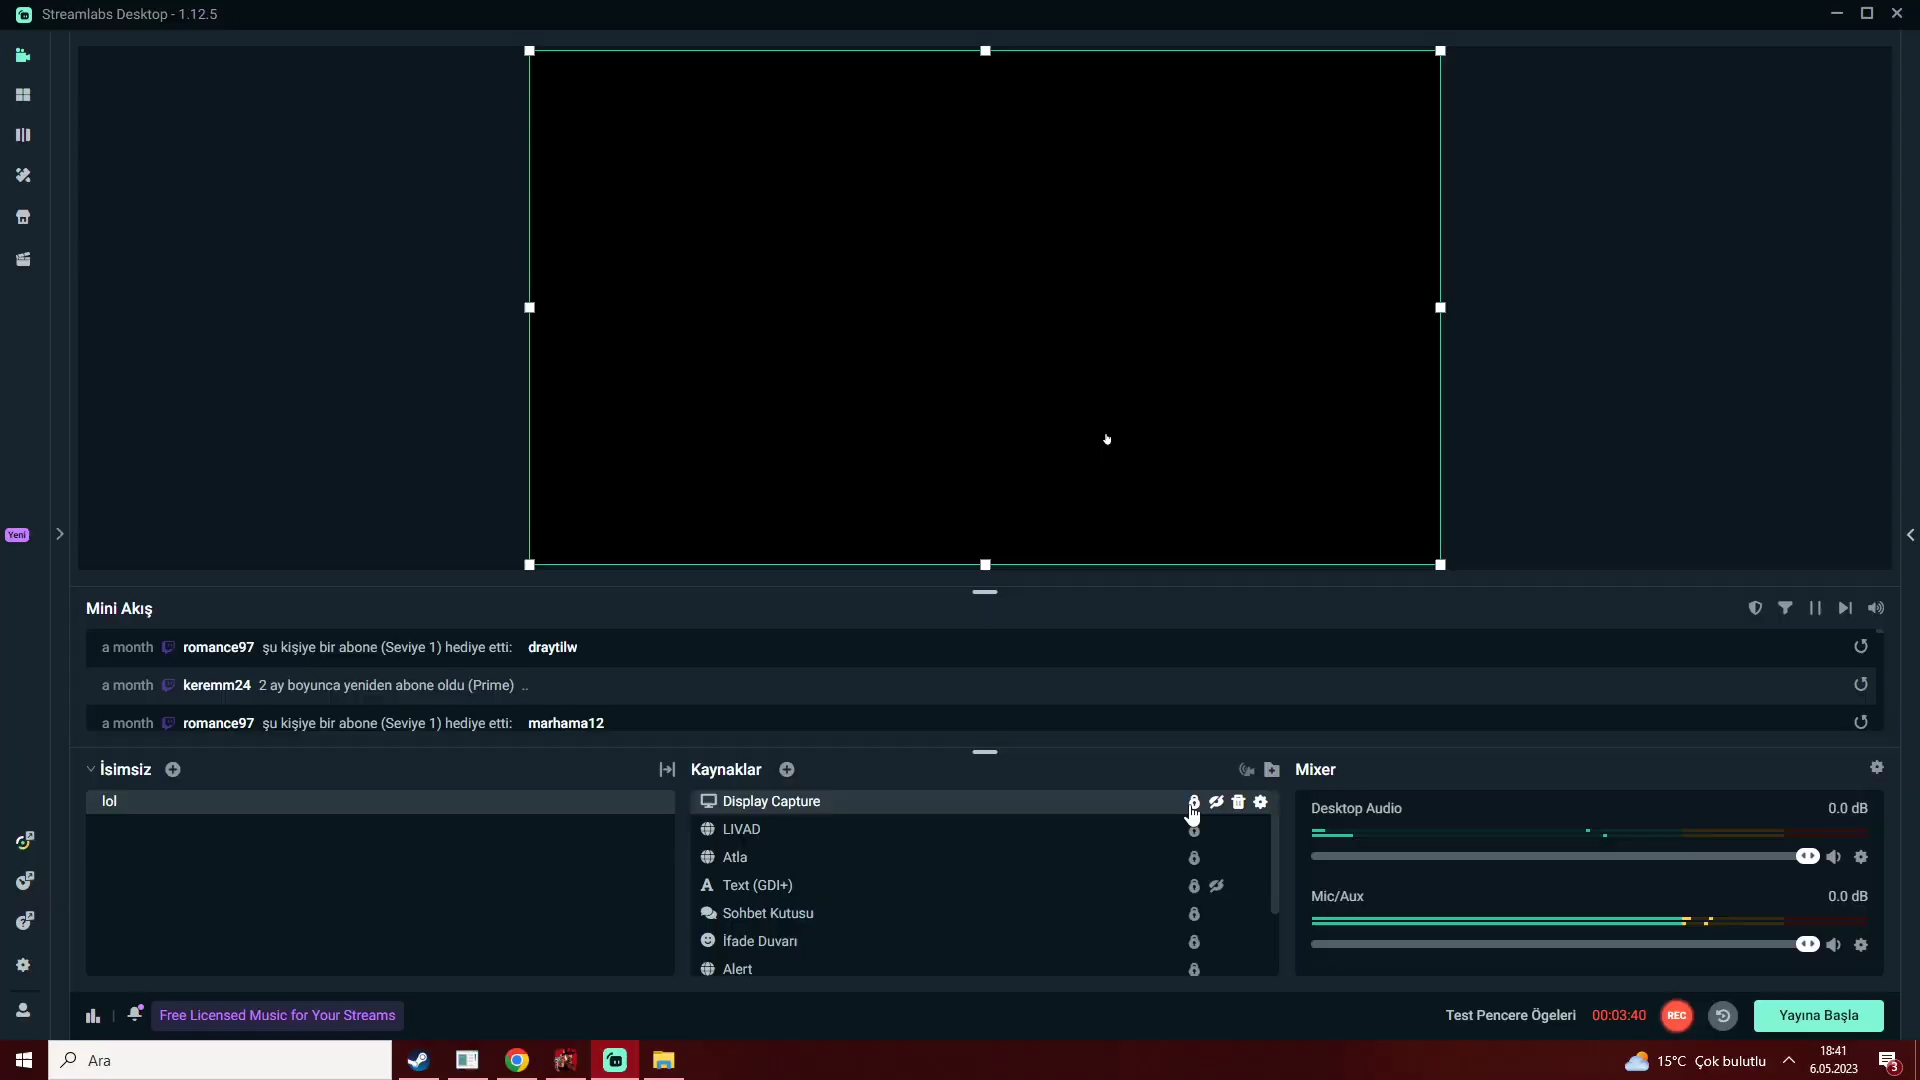 Streamlabs Desktop - 1.12.5
Yeni
Mini Akış
a month romance97 şu kişiye bir abone (Seviye 1) hediye etti: draytilw
a month keremm24 2 ay boyunca yeniden abone oldu (Prime) ..
a month romance97 şu kişiye bir abone (Seviye 1) hediye etti: marhama12
İsimsiz
lol
Kaynaklar
Display Capture
LIVAD
Atla
Text (GDI+)
Sohbet Kutusu
İfade Duvarı
Alert
Mixer
Desktop Audio 0.0 dB
Mic/Aux 0.0 dB
Free Licensed Music for Your Streams
Test Pencere Ögeleri 00:03:40 REC Yayına Başla
Ara
15°C Çok bulutlu
18:41
6.05.2023
3